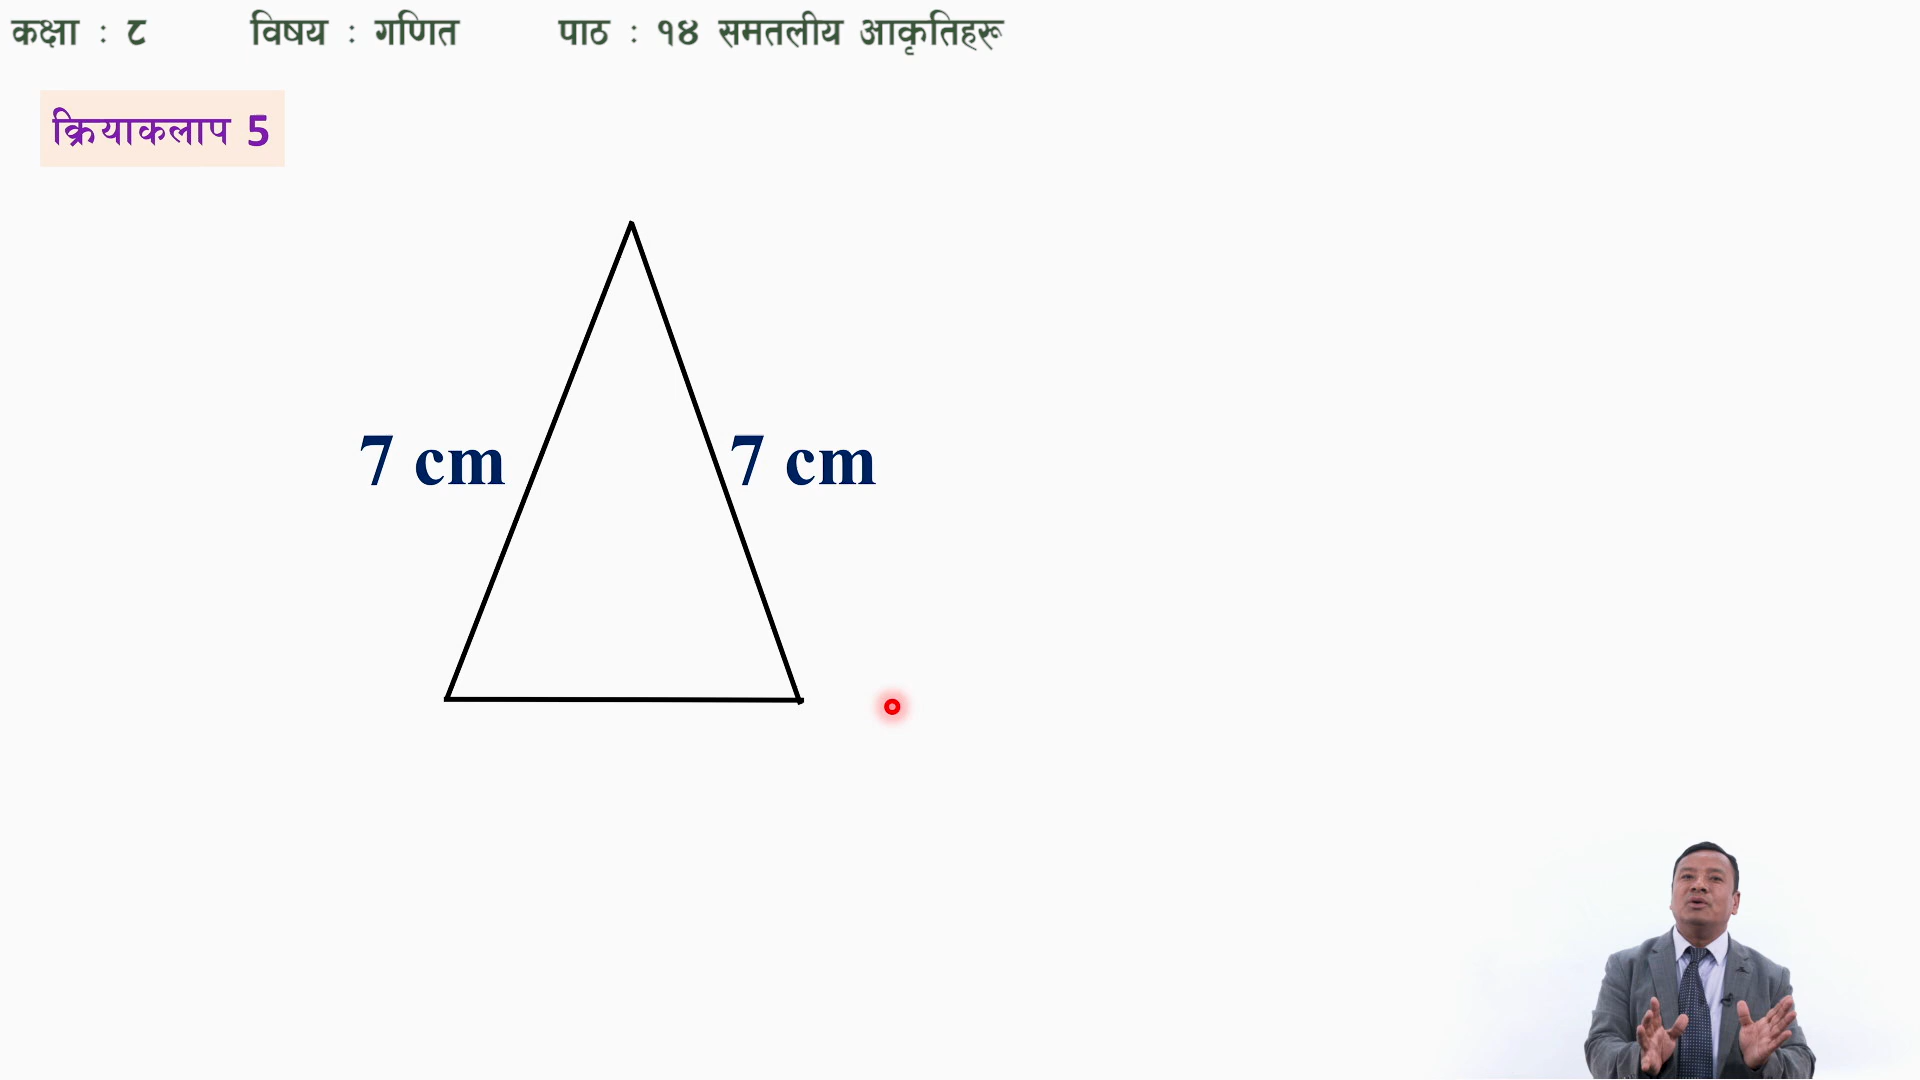 कक्षा : ८ विषय : गणित पाठ : १४ समतलीय आकृतिहरू
क्रियाकलाप 5
7 cm 7 cm